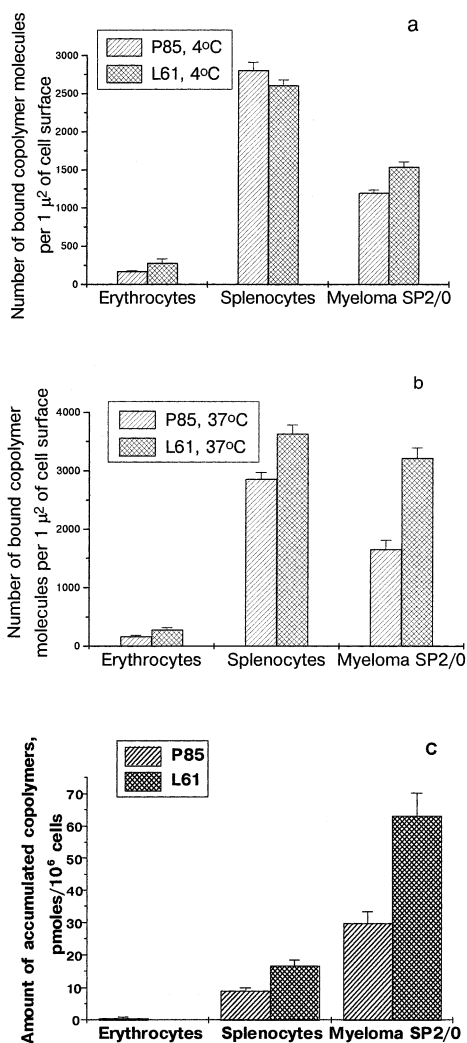 a
P85, 4oC
L61, 4oC
Number of bound copolymer molecules
per 1 μ2 of cell surface
3000
2500
2000
1500
1000
500
0
Erythrocytes Splenocytes Myeloma SP2/0
b
P85, 37oC
L61, 37oC
Number of bound copolymer
molecules per 1 μ2 of cell surface
4000
3000
2000
1000
0
Erythrocytes Splenocytes Myeloma SP2/0
c
P85
L61
Amount of accumulated copolymers,
pmoles/10⁶ cells
70
60
50
40
30
20
10
0
Erythrocytes Splenocytes Myeloma SP2/0